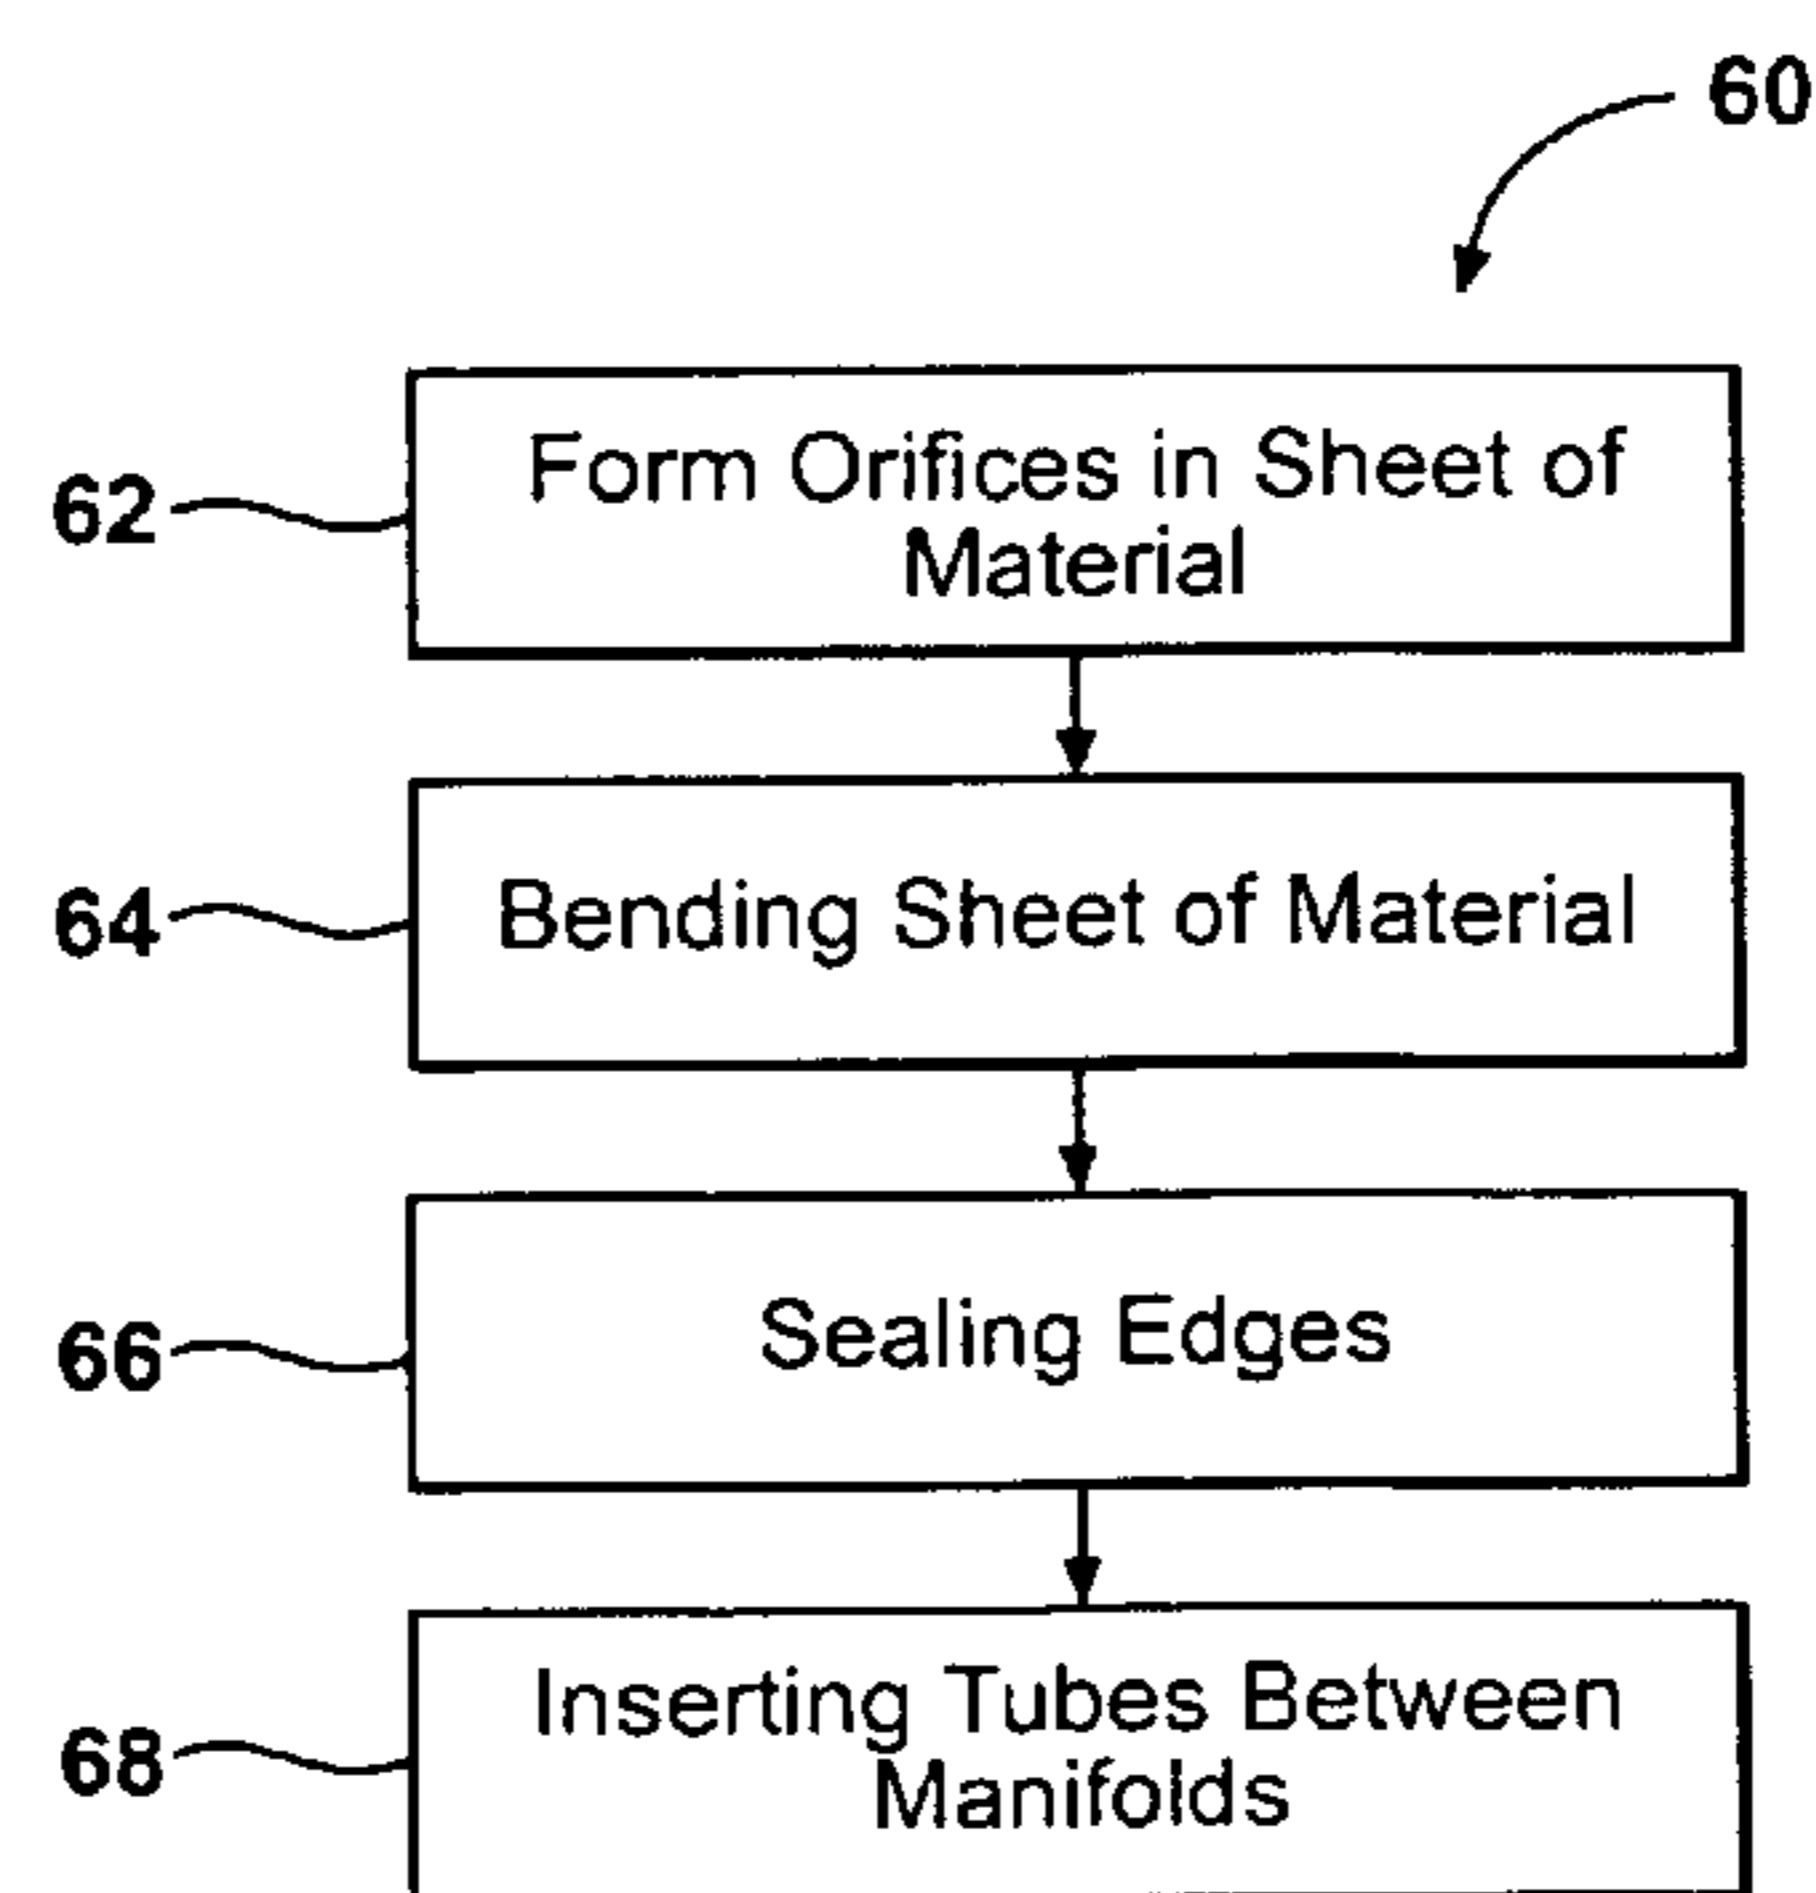 60
62
Form Orifices in Sheet of
Material
64
Bending Sheet of Material
66
Sealing Edges
68
Inserting Tubes Between
Manifolds